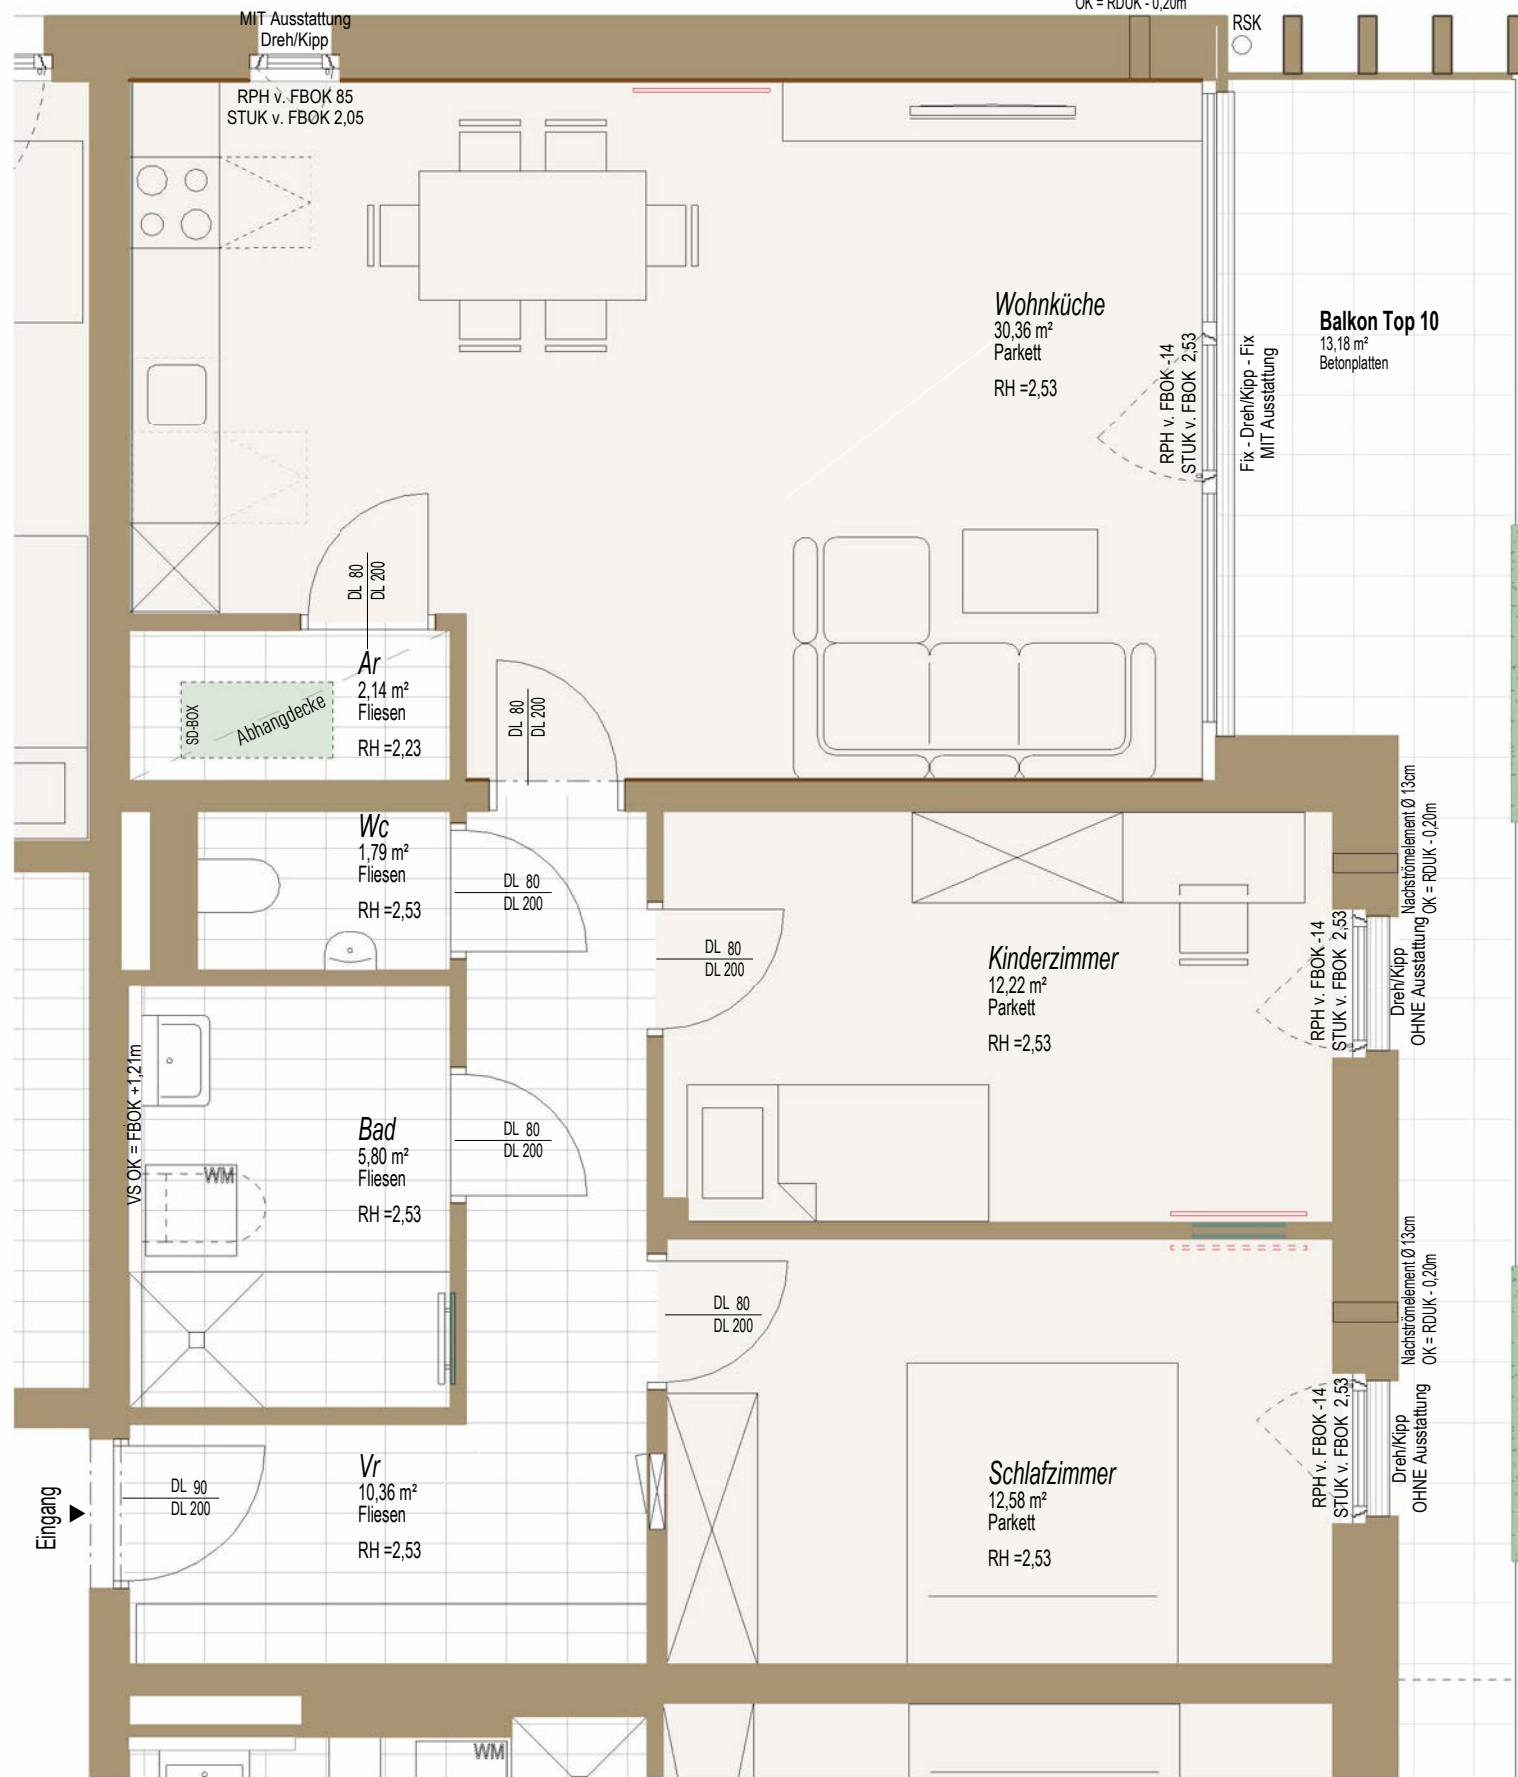 OK = RDUK - 0,20m
MIT Ausstattung
Dreh/Kipp
RSK
RPH v. FBOK 85
STUK v. FBOK 2,05
Wohnküche
30,36 m²
Parkett
RH =2,53
RPH v. FBOK -14
STUK v. FBOK 2,53
Fix - Dreh/Kipp - Fix
MIT Ausstattung
Balkon Top 10
13,18 m²
Betonplatten
DL 80
DL 200
Ar
2,14 m²
Fliesen
RH =2,23
SD-BOX
Abhangdecke
DL 80
DL 200
Wc
1,79 m²
Fliesen
RH =2,53
DL 80
DL 200
DL 80
DL 200
Kinderzimmer
12,22 m²
Parkett
RH =2,53
RPH v. FBOK -14
STUK v. FBOK 2,53
Dreh/Kipp
OHNE Ausstattung
Nachströmelement Ø 13cm
OK = RDUK - 0,20m
VS OK = FBOK +1,21m
Bad
5,80 m²
Fliesen
RH =2,53
WM
DL 80
DL 200
DL 80
DL 200
Nachströmelement Ø 13cm
OK = RDUK - 0,20m
Schlafzimmer
12,58 m²
Parkett
RH =2,53
RPH v. FBOK -14
STUK v. FBOK 2,53
Dreh/Kipp
OHNE Ausstattung
Eingang
DL 90
DL 200
Vr
10,36 m²
Fliesen
RH =2,53
WM